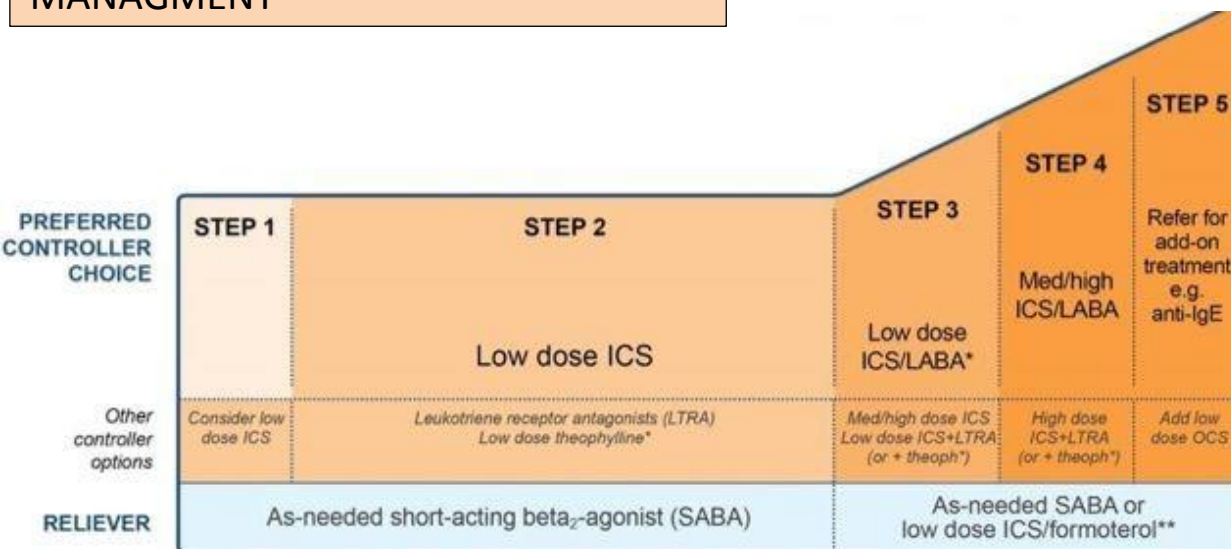 MANAGMENT
STEP 5
STEP 4
PREFERRED
CONTROLLER
CHOICE
STEP 1
STEP 2
STEP 3
Refer for
add-on
treatment
e.g.
anti-IgE
Med/high
ICS/LABA
Low dose ICS
Low dose
ICS/LABA*
Other
controller
options
Consider low
dose ICS
Leukotriene receptor antagonists (LTRA)
Low dose theophylline*
Med/high dose ICS
Low dose ICS+LTRA
(or + theoph*)
High dose
ICS+LTRA
(or + theoph*)
Add low
dose OCS
RELIEVER
As-needed short-acting beta₂-agonist (SABA)
As-needed SABA or
low dose ICS/formoterol**